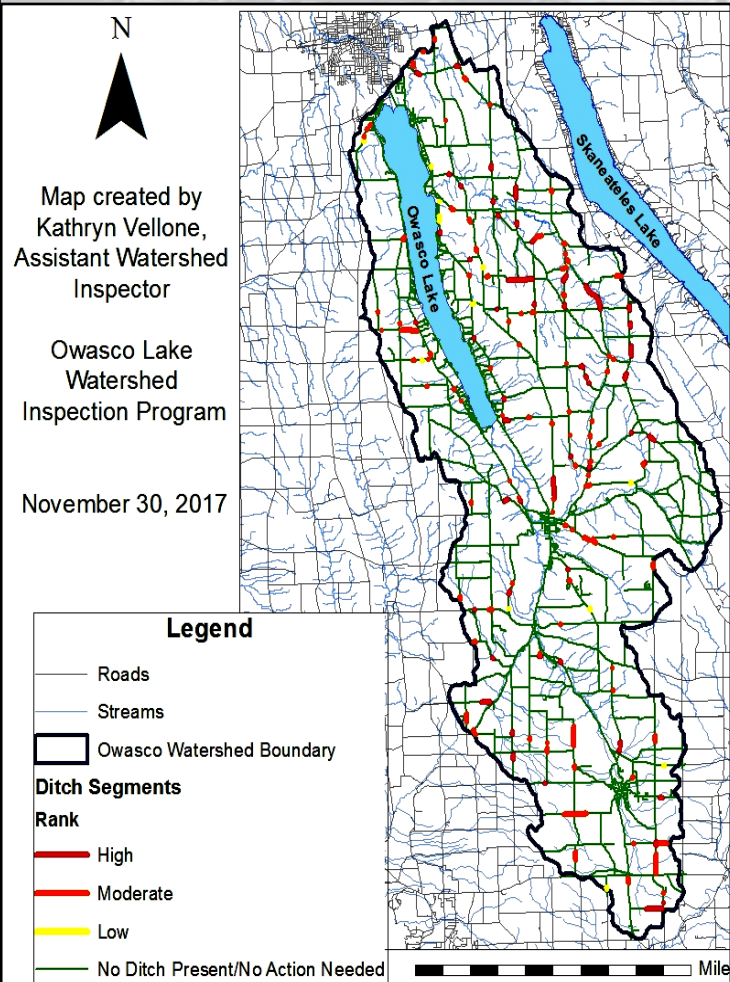 N
Map created by
Kathryn Vellone,
Assistant Watershed
Inspector
Owasco Lake
Watershed
Inspection Program
November 30, 2017
Skaneateles Lake
Owasco Lake
Legend
Roads
Streams
Owasco Watershed Boundary
Ditch Segments
Rank
High
Moderate
Low
No Ditch Present/No Action Needed
Mile